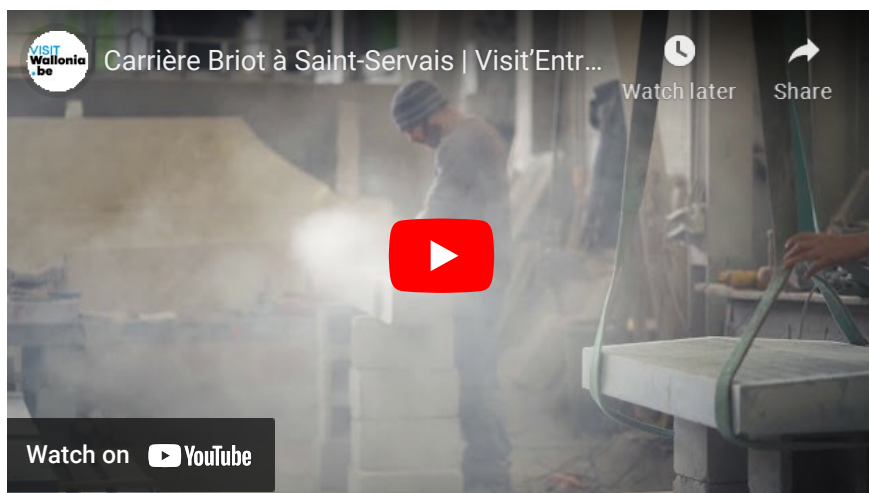 VISIT
Wallonia
.be
Carrière Briot à Saint-Servais | Visit’Entr...
Watch later
Share
Watch on YouTube